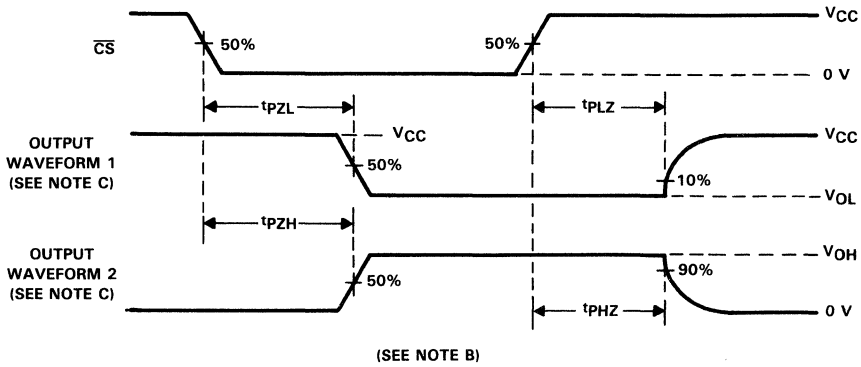 VCC
CS
50%
50%
0 V
tPZL
tPLZ
OUTPUT
WAVEFORM 1
(SEE NOTE C)
VCC
VCC
50%
10%
VOL
tPZH
OUTPUT
WAVEFORM 2
(SEE NOTE C)
VOH
50%
90%
tPHZ
0 V
(SEE NOTE B)